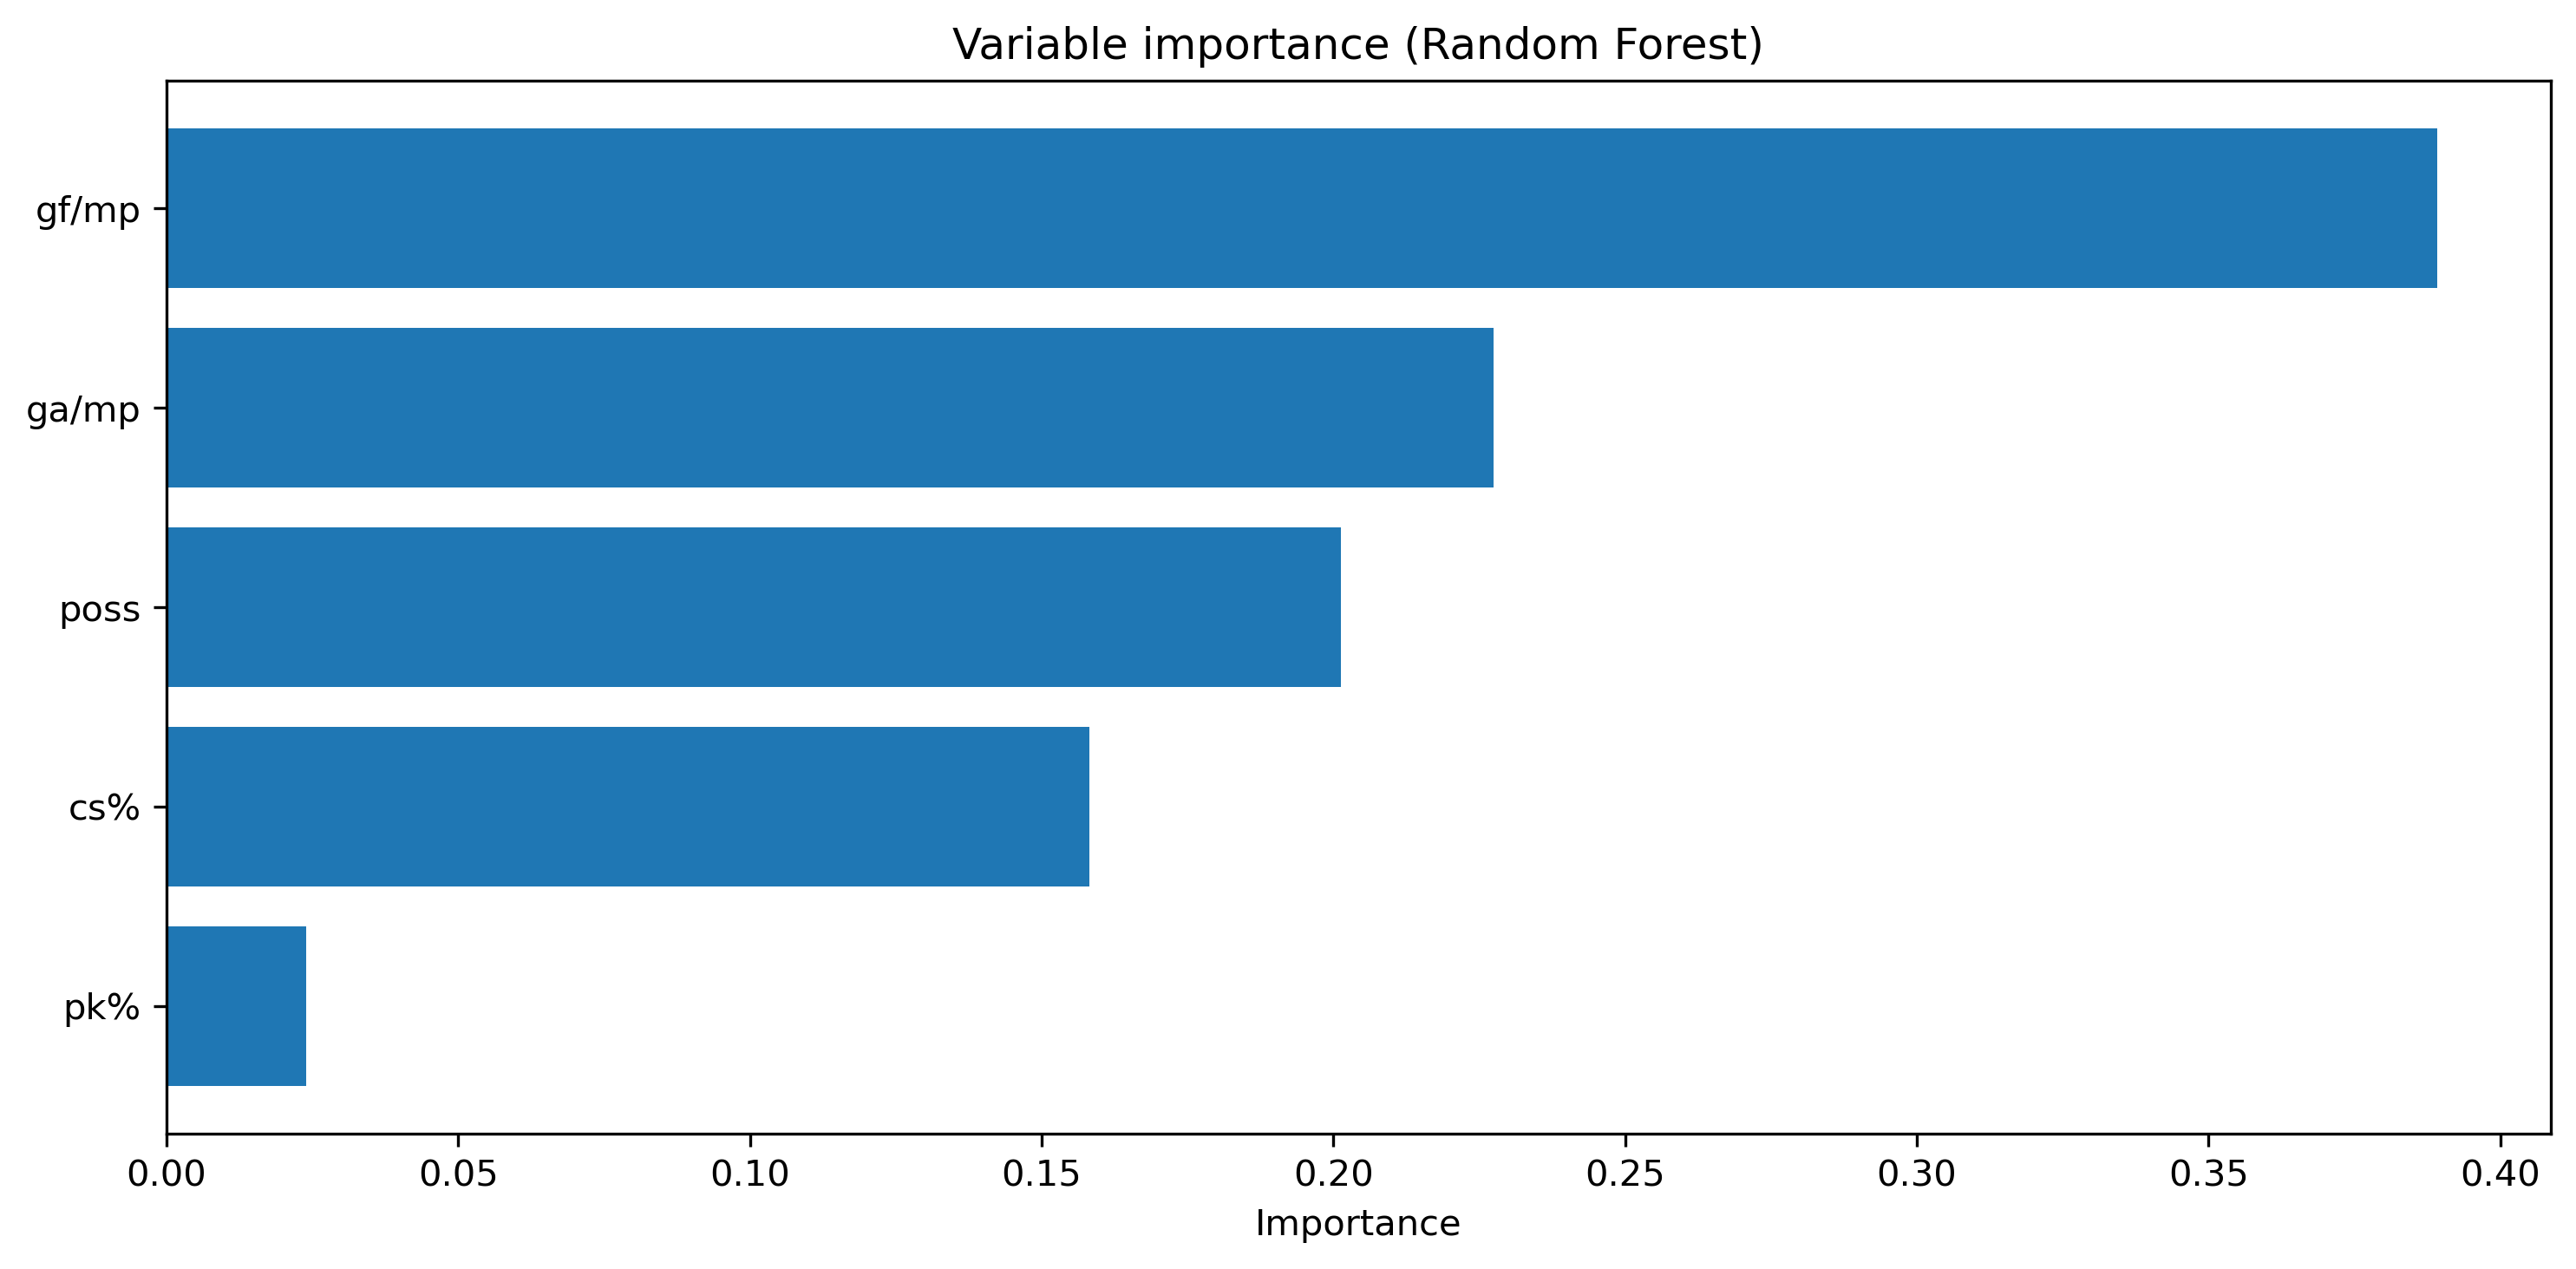 Variable importance (Random Forest)
gf/mp
ga/mp
poss
cs%
pk%
0.00 0.05 0.10 0.15 0.20 0.25 0.30 0.35 0.40
Importance